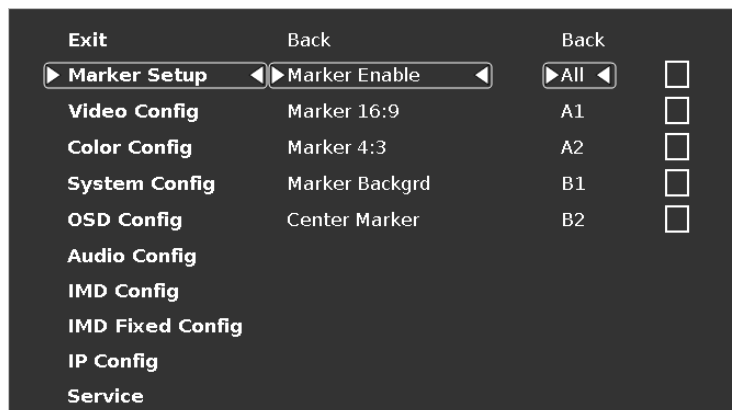 Exit Back Back
Marker Setup Marker Enable All
Video Config Marker 16:9 A1
Color Config Marker 4:3 A2
System Config Marker Backgrd B1
OSD Config Center Marker B2
Audio Config
IMD Config
IMD Fixed Config
IP Config
Service